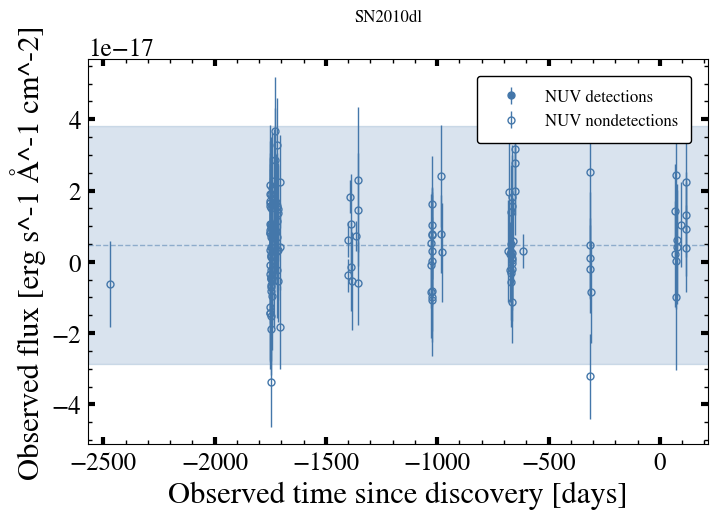 SN2010dl
1e−17
NUV detections
NUV nondetections
4
2
0
−2
−4
Observed flux [erg s^-1 Å^-1 cm^-2]
−2500 −2000 −1500 −1000 −500 0
Observed time since discovery [days]